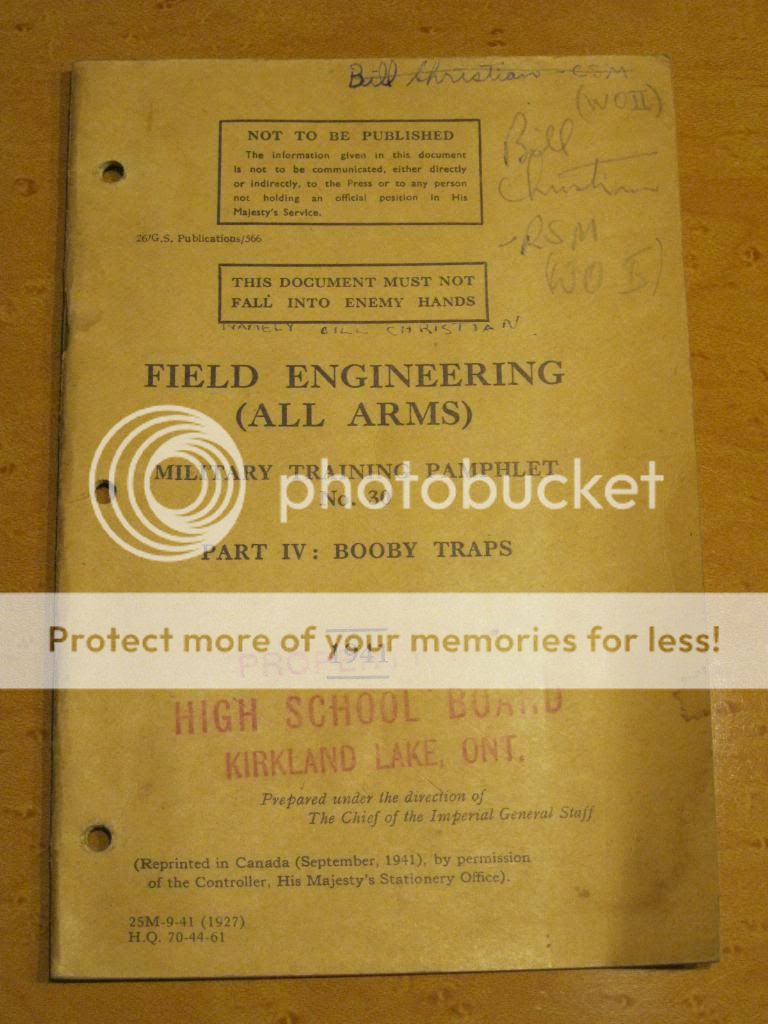 Bill Christian - CSM
(WO II)
Bill
Christian
- RSM
(WO I)
NOT TO BE PUBLISHED
The information given in this document
is not to be communicated, either directly
or indirectly, to the Press or to any person
not holding an official position in His
Majesty's Service.
26/G.S. Publications/566
THIS DOCUMENT MUST NOT
FALL INTO ENEMY HANDS
NAMELY BILL CHRISTIAN
FIELD ENGINEERING
(ALL ARMS)
MILITARY TRAINING PAMPHLET
No. 30
photobucket
PART IV: BOOBY TRAPS
Protect more of your memories for less!
1941
HIGH SCHOOL BOARD
KIRKLAND LAKE, ONT.
Prepared under the direction of
The Chief of the Imperial General Staff
(Reprinted in Canada (September, 1941), by permission
of the Controller, His Majesty's Stationery Office).
25M-9-41 (1927)
H.Q. 70-44-61